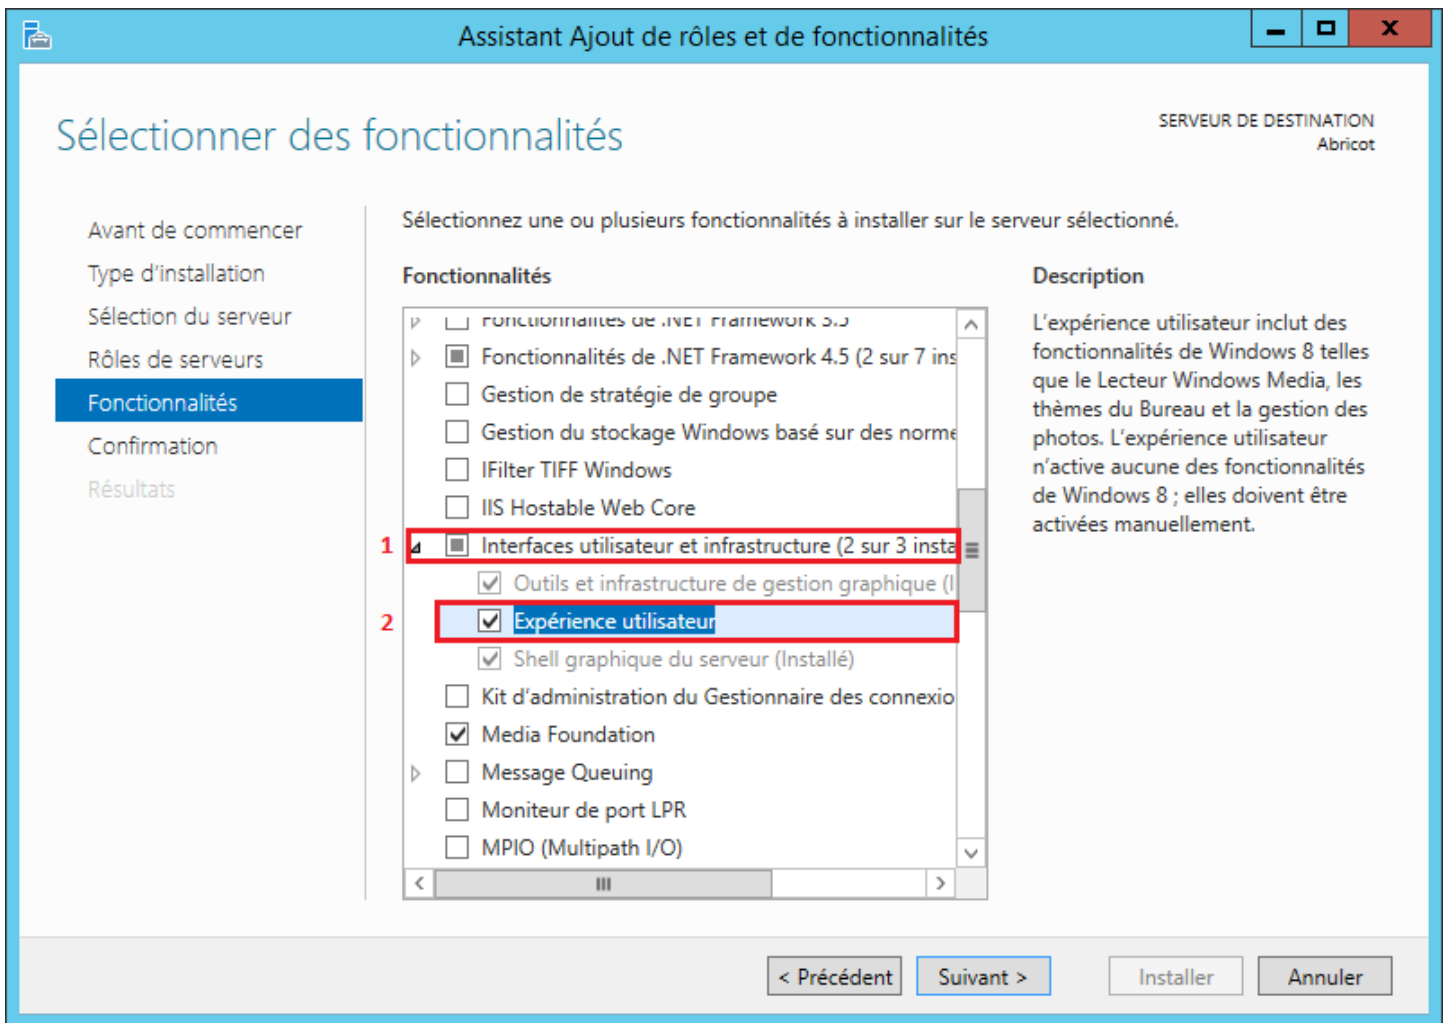 Assistant Ajout de rôles et de fonctionnalités
Sélectionner des fonctionnalités
SERVEUR DE DESTINATION
Abricot
Avant de commencer
Type d'installation
Sélection du serveur
Rôles de serveurs
Fonctionnalités
Confirmation
Résultats
Sélectionnez une ou plusieurs fonctionnalités à installer sur le serveur sélectionné.
Fonctionnalités
Fonctionnalités de .NET Framework 3.5
Fonctionnalités de .NET Framework 4.5 (2 sur 7 ins
Gestion de stratégie de groupe
Gestion du stockage Windows basé sur des norme
IFilter TIFF Windows
IIS Hostable Web Core
1 Interfaces utilisateur et infrastructure (2 sur 3 insta
Outils et infrastructure de gestion graphique (I
2 Expérience utilisateur
Shell graphique du serveur (Installé)
Kit d'administration du Gestionnaire des connexio
Media Foundation
Message Queuing
Moniteur de port LPR
MPIO (Multipath I/O)
Description
L'expérience utilisateur inclut des
fonctionnalités de Windows 8 telles
que le Lecteur Windows Media, les
thèmes du Bureau et la gestion des
photos. L'expérience utilisateur
n'active aucune des fonctionnalités
de Windows 8 ; elles doivent être
activées manuellement.
< Précédent
Suivant >
Installer
Annuler